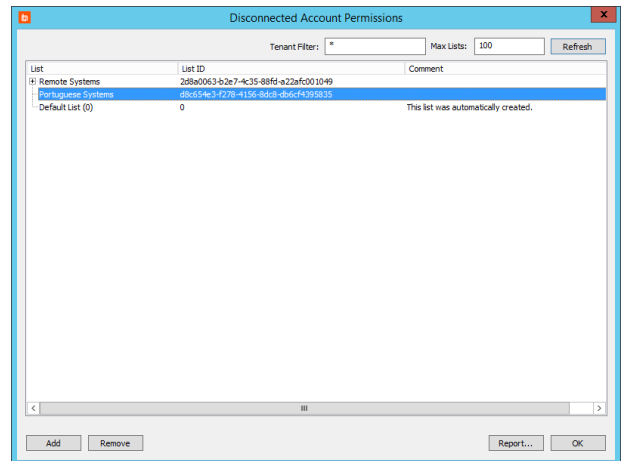 Disconnected Account Permissions
Tenant Filter: * Max Lists: 100 Refresh
List List ID Comment
Remote Systems 2d8a0063-b2e7-4c35-88fd-a22afc001049
Portuguese Systems d8c654e3-f278-4156-8dc8-db6cf4395835
Default List (0) 0 This list was automatically created.
Add Remove Report... OK